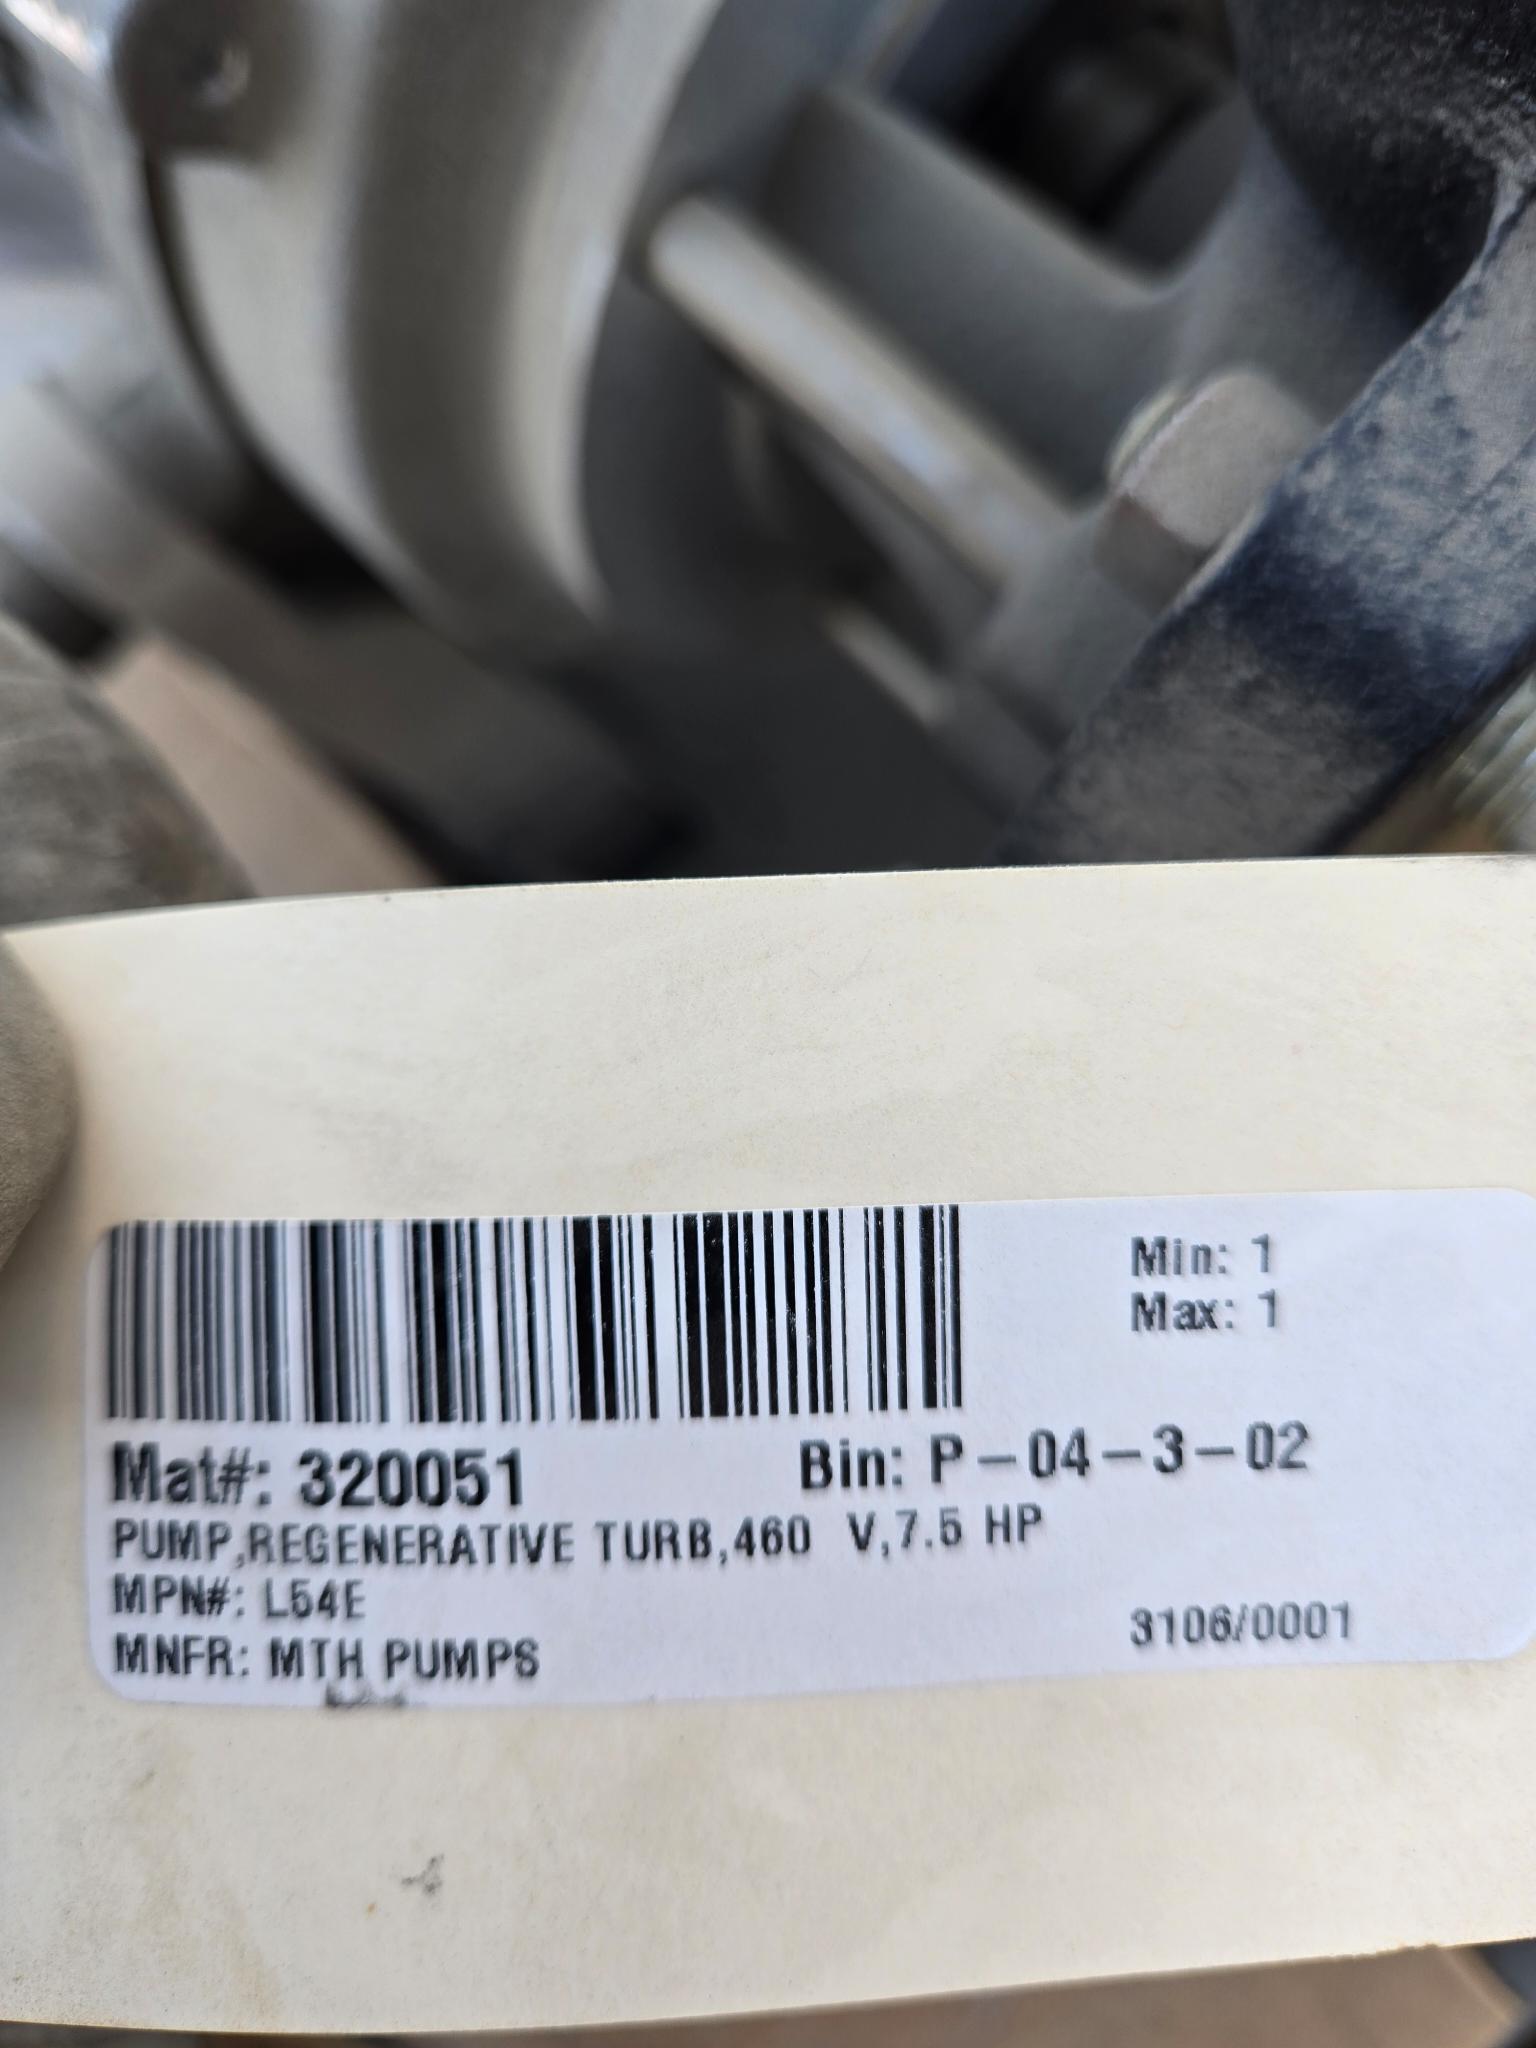 Min: 1
Max: 1
Mat#: 320051 Bin: P-04-3-02
PUMP,REGENERATIVE TURB,460 V,7.5 HP
MPN#: L54E
3106/0001
MNFR: MTH PUMPS